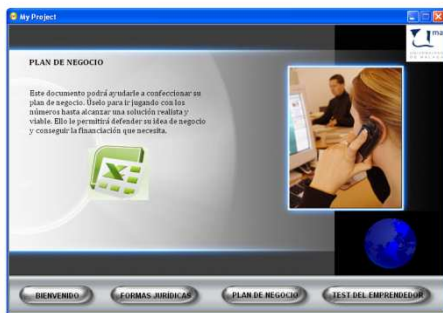 My Project
uma
PLAN DE NEGOCIO
Este documento podrá ayudarle a confeccionar su
plan de negocio. Úselo para ir jugando con los
números hasta alcanzar una solución realista y
viable. Ello le permitirá defender su idea de negocio
y conseguir la financiación que necesita.
BIENVENIDO
FORMAS JURÍDICAS
PLAN DE NEGOCIO
TEST DEL EMPRENDEDOR